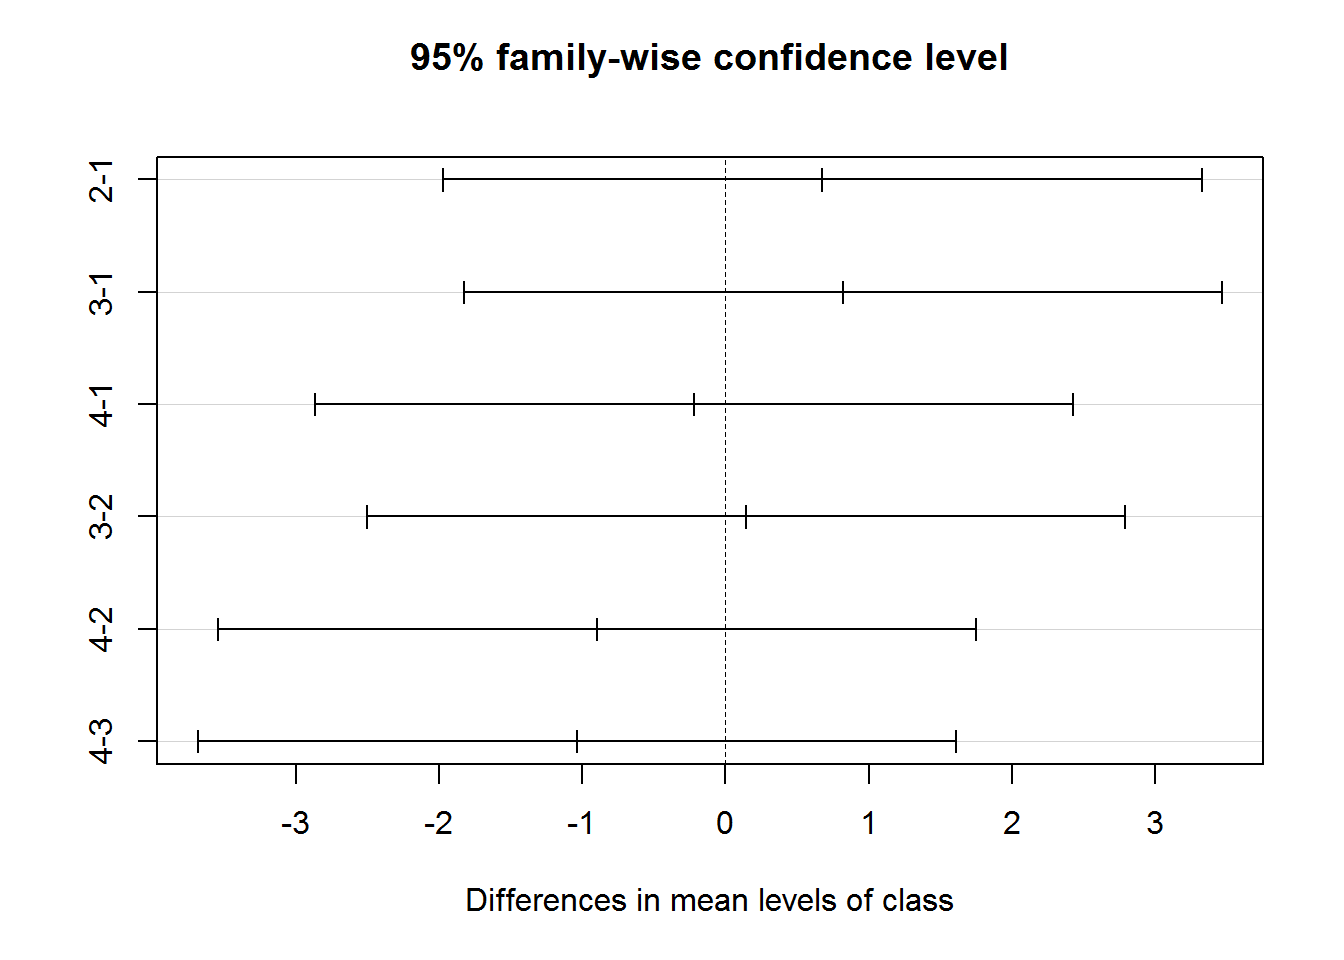 95% family-wise confidence level
2-1
3-1
4-1
3-2
4-2
4-3
-3 -2 -1 0 1 2 3
Differences in mean levels of class